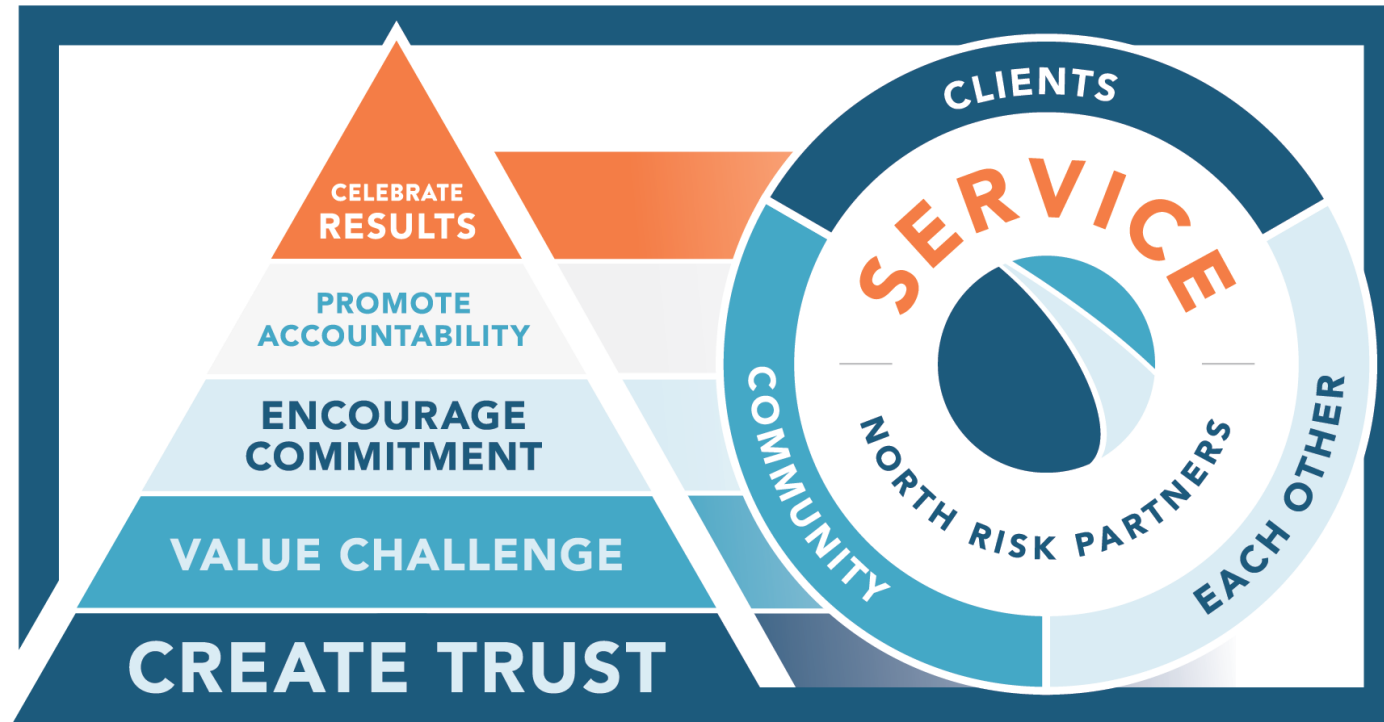 CELEBRATE
RESULTS
PROMOTE
ACCOUNTABILITY
ENCOURAGE
COMMITMENT
VALUE CHALLENGE
CREATE TRUST
CLIENTS
SERVICE
COMMUNITY
NORTH RISK PARTNERS
EACH OTHER